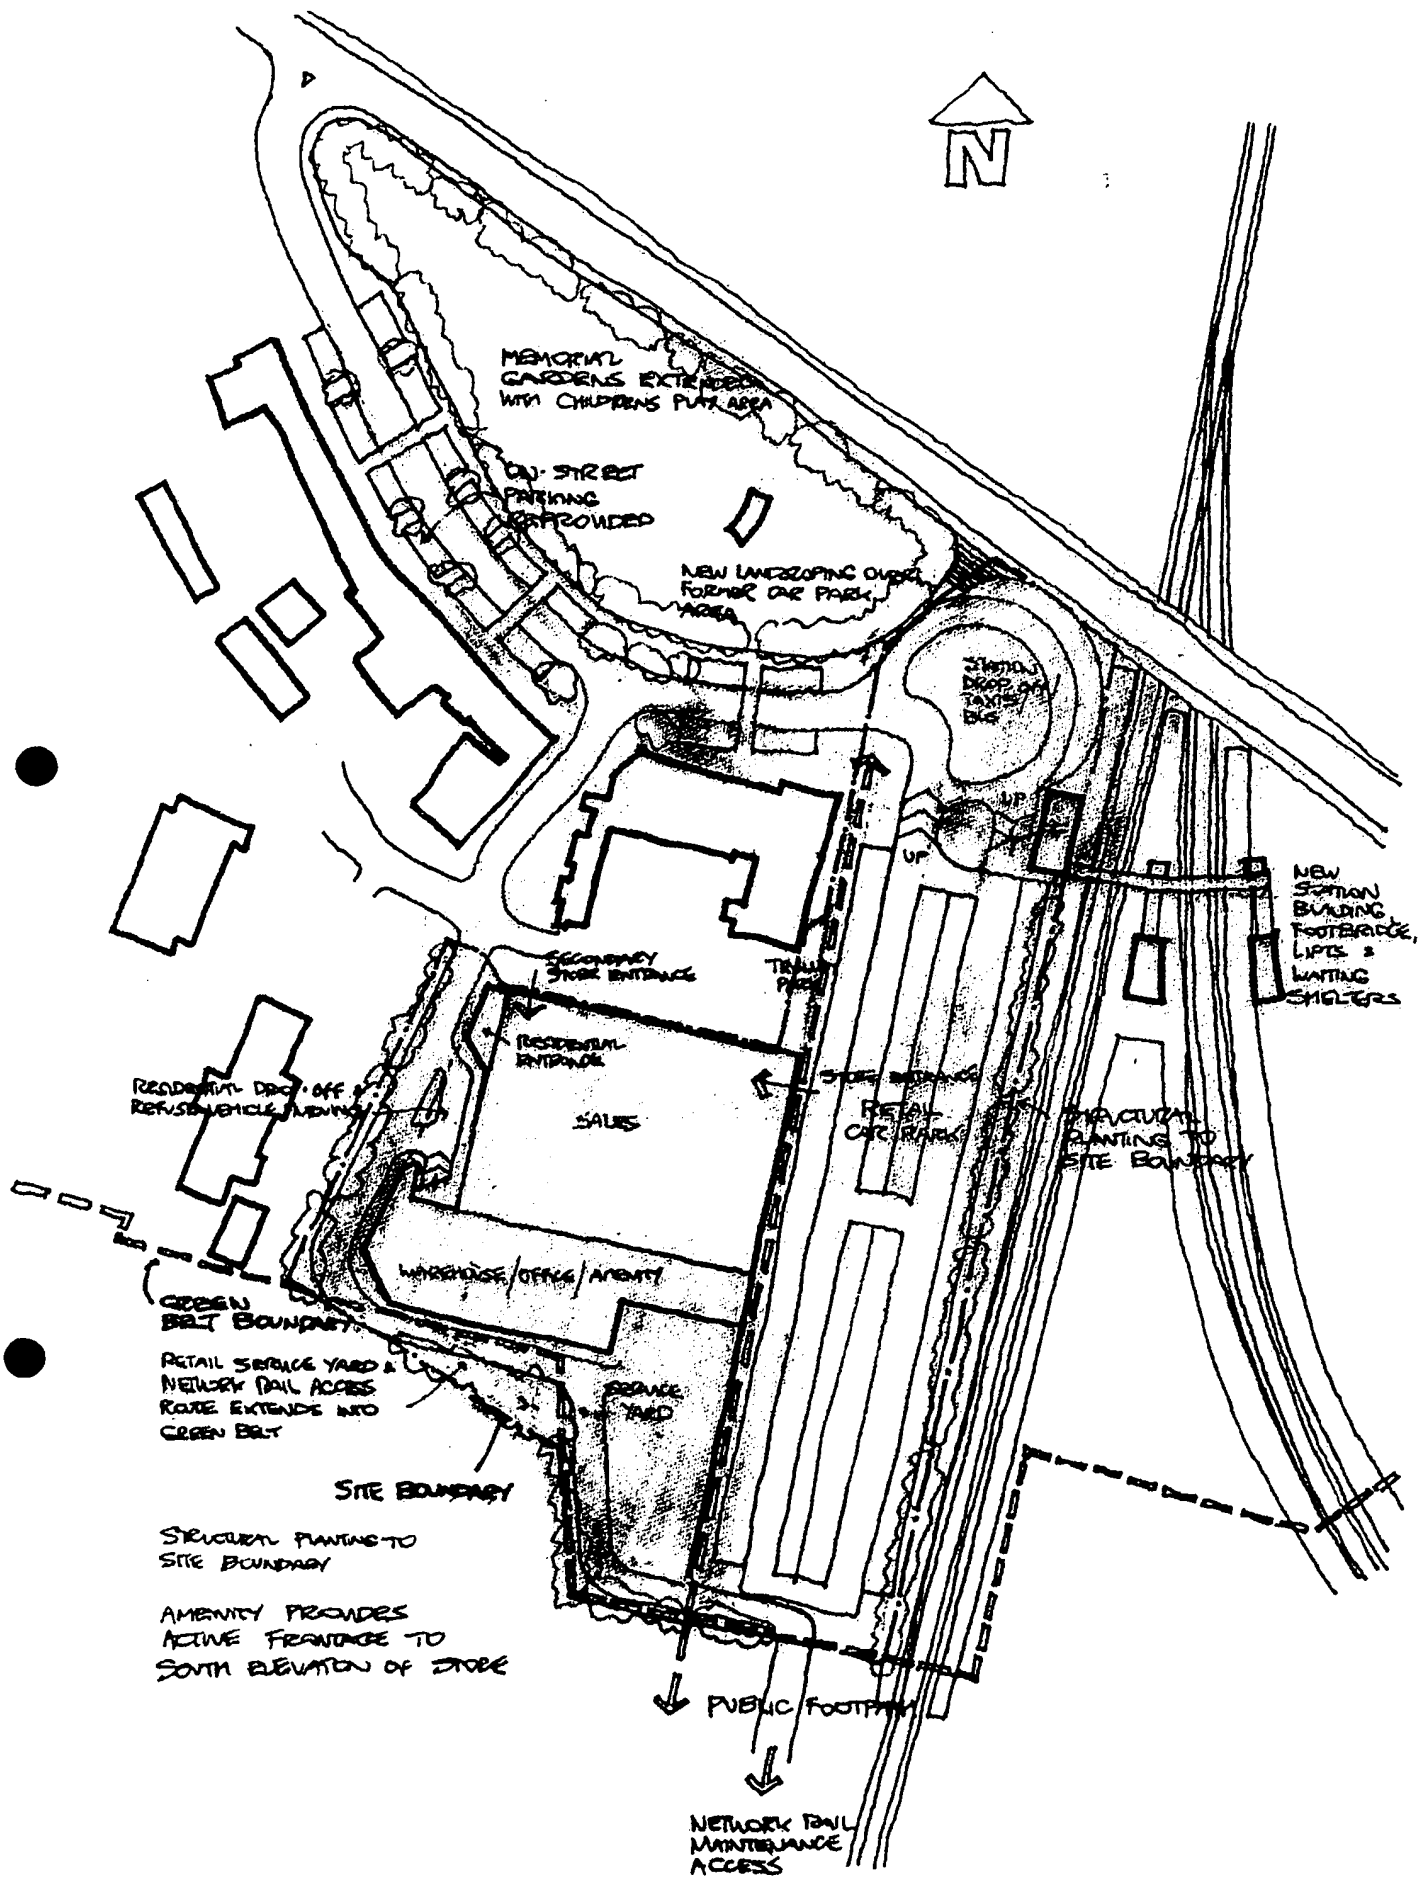 N
MEMORIAL
GARDENS EXTENDED
WITH CHILDRENS PLAY AREA
ON-STREET
PARKING
REPROVIDED
NEW LANDSCAPING OVER
FORMER CAR PARK
AREA
STATION
DROP OFF/
TAXIS/
BUS
UP
UP
NEW
STATION
BUILDING,
FOOTBRIDGE,
LIFTS &
WAITING
SHELTERS
SECONDARY
STORE ENTRANCE
TROLLEY
PARK
RESIDENTIAL
ENTRANCE
RESIDENTIAL DROP-OFF &
REFUSE VEHICLE TURNING
SALES
STORE ENTRANCE
RETAIL
CAR PARK
STRUCTURAL
PLANTING TO
SITE BOUNDARY
WAREHOUSE/OFFICE/AMENITY
GREEN
BELT BOUNDARY
RETAIL SERVICE YARD &
NETWORK RAIL ACCESS
ROUTE EXTENDS INTO
GREEN BELT
SERVICE
YARD
SITE BOUNDARY
STRUCTURAL PLANTING TO
SITE BOUNDARY
AMENITY PROVIDES
ACTIVE FRONTAGE TO
SOUTH ELEVATION OF STORE
PUBLIC FOOTPATH
NETWORK RAIL
MAINTENANCE
ACCESS